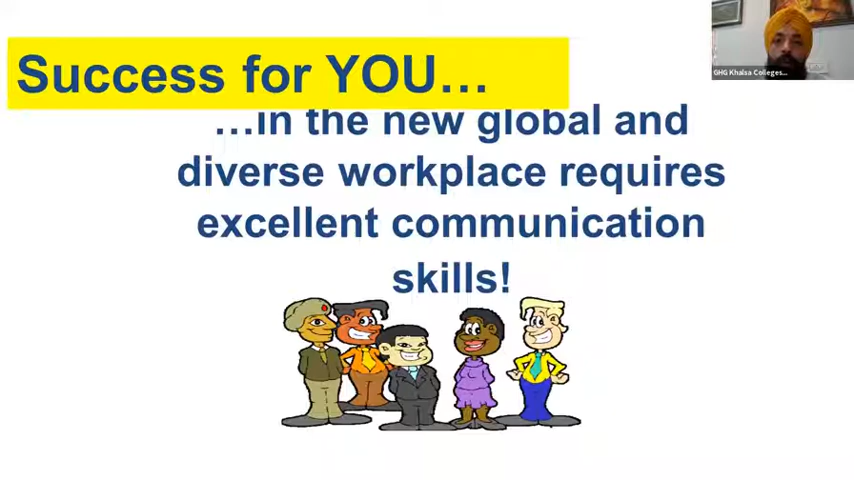 GHG Khalsa Colleges...
Success for YOU…
…in the new global and
diverse workplace requires
excellent communication
skills!